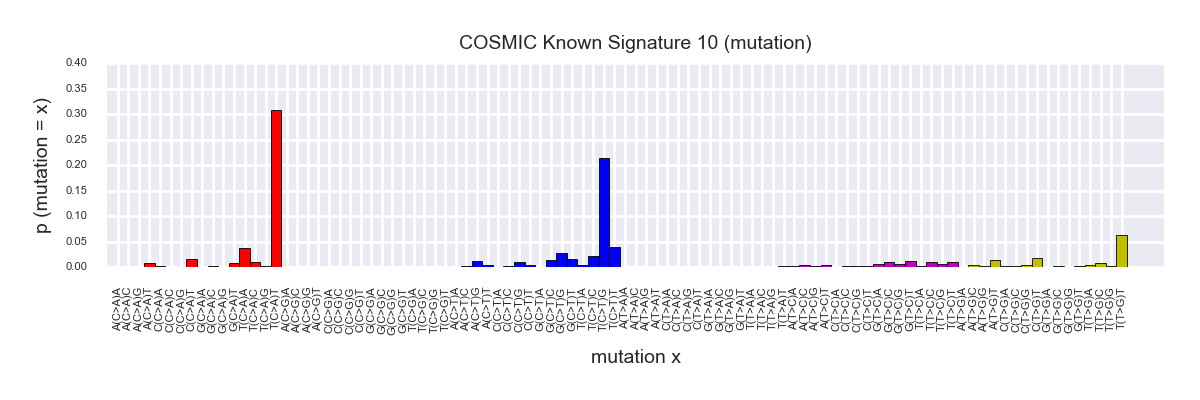 COSMIC Known Signature 10 (mutation)
0.40
0.35
0.30
0.25
0.20
0.15
0.10
0.05
0.00
p (mutation = x)
A(C>A)A
A(C>A)C
A(C>A)G
A(C>A)T
C(C>A)A
C(C>A)C
C(C>A)G
C(C>A)T
G(C>A)A
G(C>A)C
G(C>A)G
G(C>A)T
T(C>A)A
T(C>A)C
T(C>A)G
T(C>A)T
A(C>G)A
A(C>G)C
A(C>G)G
A(C>G)T
C(C>G)A
C(C>G)C
C(C>G)G
C(C>G)T
G(C>G)A
G(C>G)C
G(C>G)G
G(C>G)T
T(C>G)A
T(C>G)C
T(C>G)G
T(C>G)T
A(C>T)A
A(C>T)C
A(C>T)G
A(C>T)T
C(C>T)A
C(C>T)C
C(C>T)G
C(C>T)T
G(C>T)A
G(C>T)C
G(C>T)G
G(C>T)T
T(C>T)A
T(C>T)C
T(C>T)G
T(C>T)T
A(T>A)A
A(T>A)C
A(T>A)G
A(T>A)T
C(T>A)A
C(T>A)C
C(T>A)G
C(T>A)T
G(T>A)A
G(T>A)C
G(T>A)G
G(T>A)T
T(T>A)A
T(T>A)C
T(T>A)G
T(T>A)T
A(T>C)A
A(T>C)C
A(T>C)G
A(T>C)T
C(T>C)A
C(T>C)C
C(T>C)G
C(T>C)T
G(T>C)A
G(T>C)C
G(T>C)G
G(T>C)T
T(T>C)A
T(T>C)C
T(T>C)G
T(T>C)T
A(T>G)A
A(T>G)C
A(T>G)G
A(T>G)T
C(T>G)A
C(T>G)C
C(T>G)G
C(T>G)T
G(T>G)A
G(T>G)C
G(T>G)G
G(T>G)T
T(T>G)A
T(T>G)C
T(T>G)G
T(T>G)T
mutation x